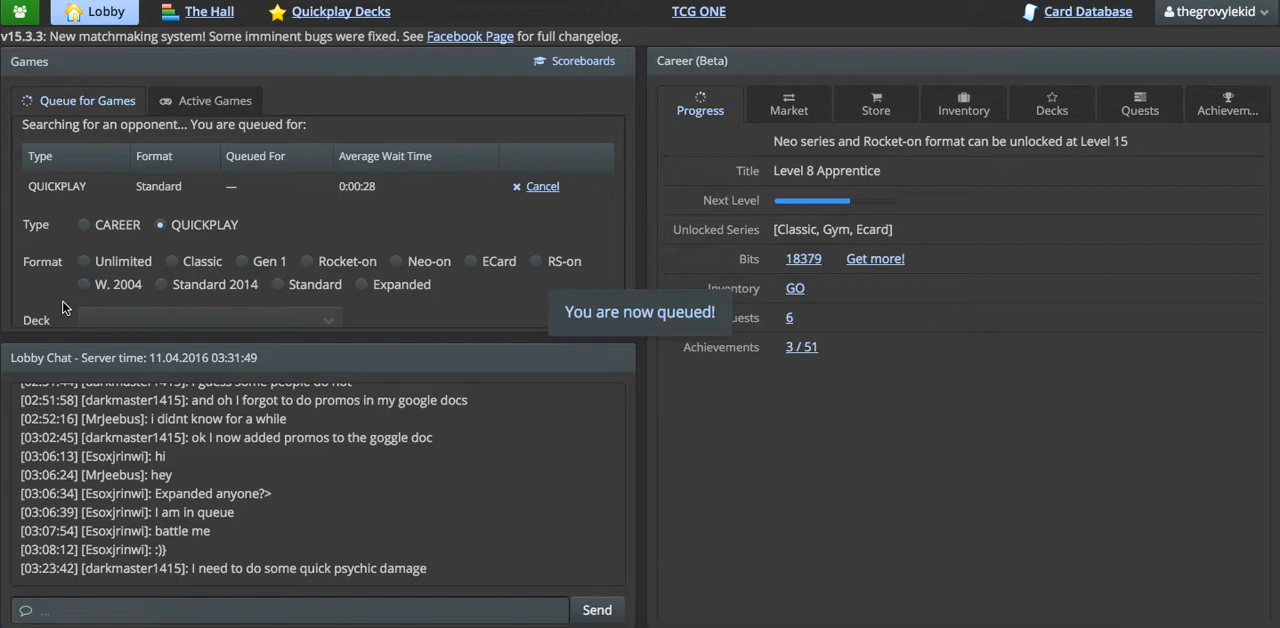 Lobby The Hall Quickplay Decks TCG ONE Card Database thegrovylekid
v15.3.3: New matchmaking system! Some imminent bugs were fixed. See Facebook Page for full changelog.
Games Scoreboards
Queue for Games Active Games
Searching for an opponent... You are queued for:
Type Format Queued For Average Wait Time
QUICKPLAY Standard — 0:00:28 Cancel
Type CAREER QUICKPLAY
Format Unlimited Classic Gen 1 Rocket-on Neo-on ECard RS-on
W. 2004 Standard 2014 Standard Expanded
Deck
You are now queued!
Lobby Chat - Server time: 11.04.2016 03:31:49
[02:51:44] [darkmaster1415]: I guess some people do not
[02:51:58] [darkmaster1415]: and oh I forgot to do promos in my google docs
[02:52:16] [MrJeebus]: i didnt know for a while
[03:02:45] [darkmaster1415]: ok I now added promos to the goggle doc
[03:06:13] [Esoxjrinwi]: hi
[03:06:24] [MrJeebus]: hey
[03:06:34] [Esoxjrinwi]: Expanded anyone?>
[03:06:39] [Esoxjrinwi]: I am in queue
[03:07:54] [Esoxjrinwi]: battle me
[03:08:12] [Esoxjrinwi]: :)}
[03:23:42] [darkmaster1415]: I need to do some quick psychic damage
... Send
Career (Beta)
Progress Market Store Inventory Decks Quests Achievem...
Neo series and Rocket-on format can be unlocked at Level 15
Title Level 8 Apprentice
Next Level
Unlocked Series [Classic, Gym, Ecard]
Bits 18379 Get more!
Inventory GO
uests 6
Achievements 3 / 51